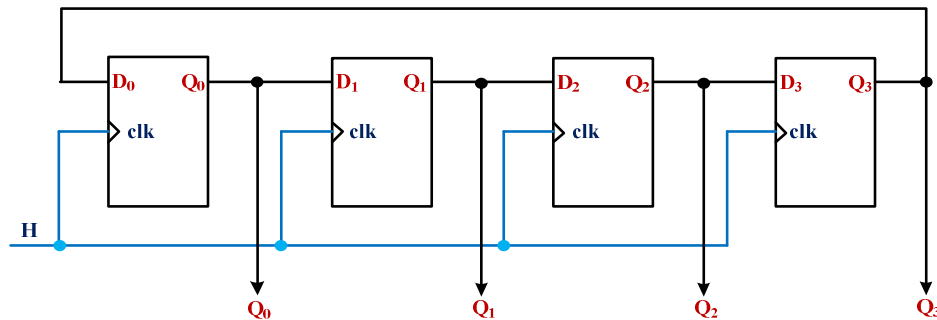 D₀ Q₀ D₁ Q₁ D₂ Q₂ D₃ Q₃
clk clk clk clk
H
Q₀ Q₁ Q₂ Q₃